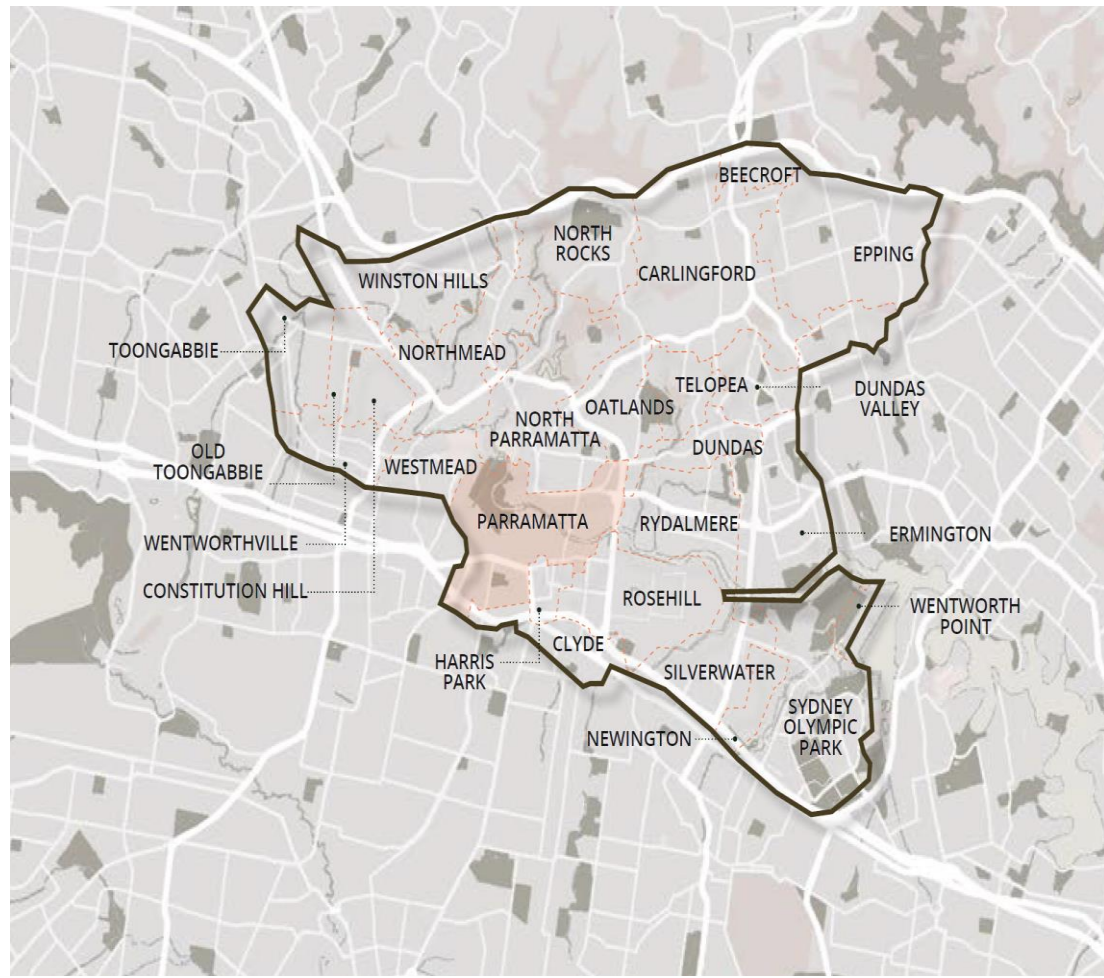 BEECROFT
NORTH
ROCKS
EPPING
CARLINGFORD
WINSTON HILLS
TOONGABBIE
NORTHMEAD
TELOPEA
DUNDAS
VALLEY
OATLANDS
NORTH
PARRAMATTA
DUNDAS
OLD
TOONGABBIE
WESTMEAD
PARRAMATTA
RYDALMERE
ERMINGTON
WENTWORTHVILLE
CONSTITUTION HILL
ROSEHILL
WENTWORTH
POINT
HARRIS
PARK
CLYDE
SILVERWATER
SYDNEY
OLYMPIC
PARK
NEWINGTON